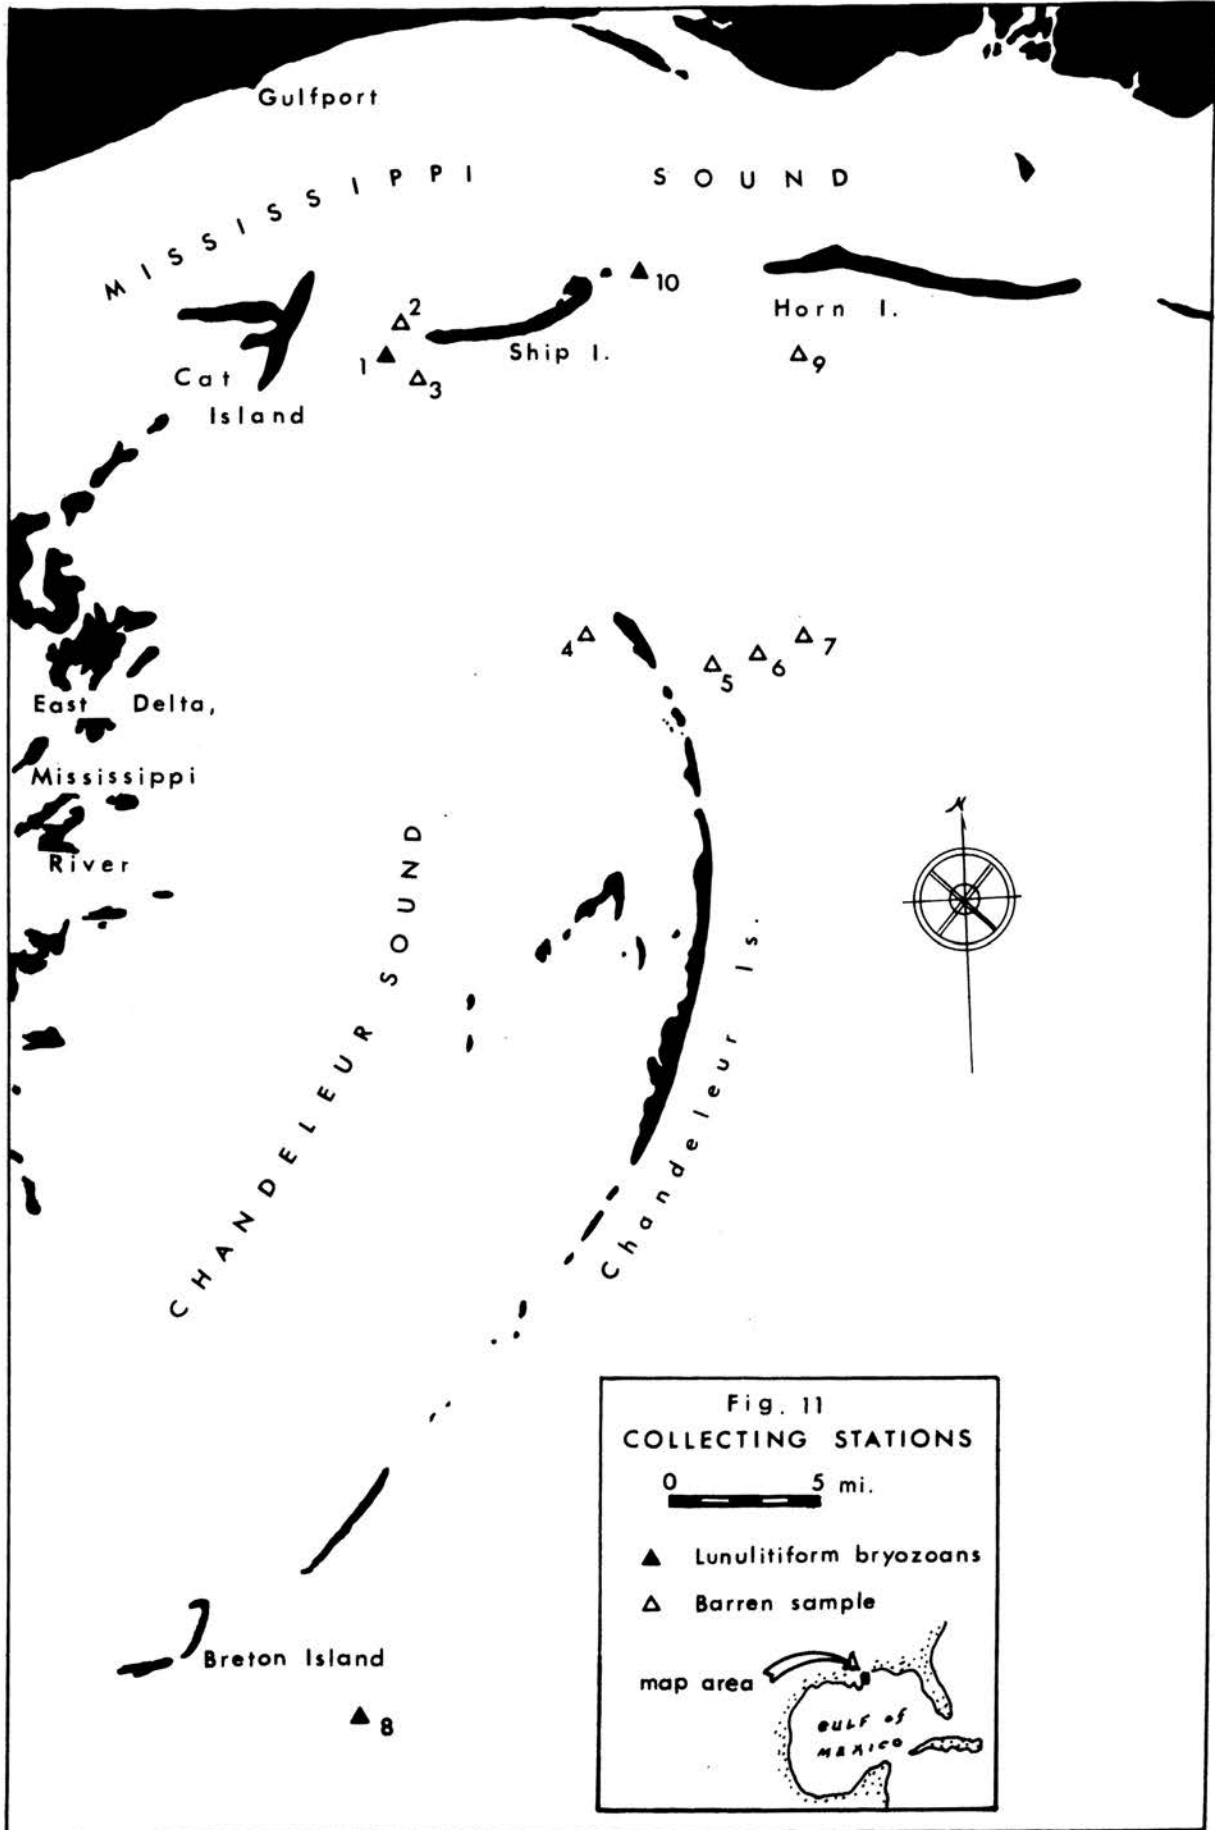 Gulfport
MISSISSIPPI SOUND
10
2
Horn I.
1
Ship I.
9
3
Cat
Island
4
7
6
5
East Delta,
Mississippi
River
N
CHANDELEUR SOUND
Chandeleur Is.
Fig. 11
COLLECTING STATIONS
0 5 mi.
Lunulitiform bryozoans
Barren sample
Breton Island
map area
GULF of
MEXICO
8